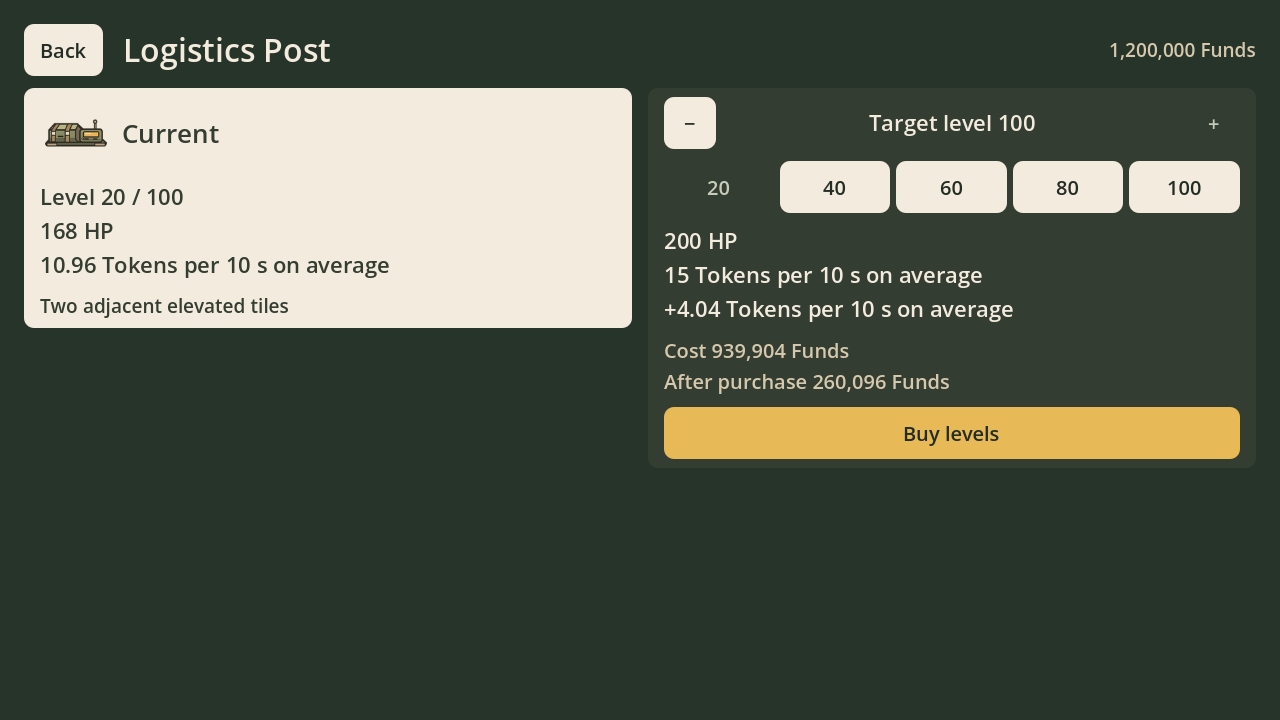 Back
Logistics Post
1,200,000 Funds
Current
Level 20 / 100
168 HP
10.96 Tokens per 10 s on average
Two adjacent elevated tiles
−
Target level 100
+
20
40
60
80
100
200 HP
15 Tokens per 10 s on average
+4.04 Tokens per 10 s on average
Cost 939,904 Funds
After purchase 260,096 Funds
Buy levels